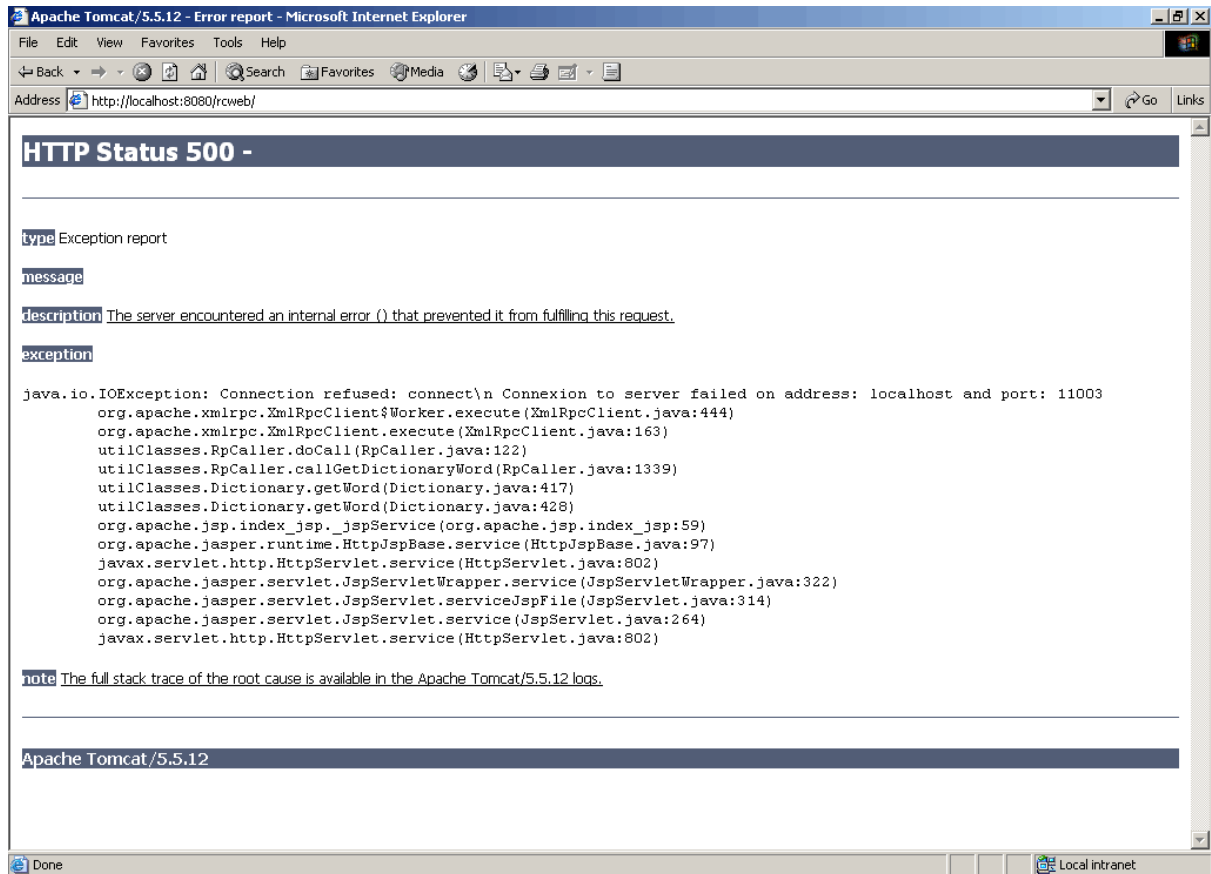 Apache Tomcat/5.5.12 - Error report - Microsoft Internet Explorer
File Edit View Favorites Tools Help
Back Search Favorites Media
Address http://localhost:8080/rcweb/ Go Links
HTTP Status 500 -
type Exception report
message
description The server encountered an internal error () that prevented it from fulfilling this request.
exception
java.io.IOException: Connection refused: connect\n Connexion to server failed on address: localhost and port: 11003
org.apache.xmlrpc.XmlRpcClient$Worker.execute(XmlRpcClient.java:444)
org.apache.xmlrpc.XmlRpcClient.execute(XmlRpcClient.java:163)
utilClasses.RpCaller.doCall(RpCaller.java:122)
utilClasses.RpCaller.callGetDictionaryWord(RpCaller.java:1339)
utilClasses.Dictionary.getWord(Dictionary.java:417)
utilClasses.Dictionary.getWord(Dictionary.java:428)
org.apache.jsp.index_jsp._jspService(org.apache.jsp.index_jsp:59)
org.apache.jasper.runtime.HttpJspBase.service(HttpJspBase.java:97)
javax.servlet.http.HttpServlet.service(HttpServlet.java:802)
org.apache.jasper.servlet.JspServletWrapper.service(JspServletWrapper.java:322)
org.apache.jasper.servlet.JspServlet.serviceJspFile(JspServlet.java:314)
org.apache.jasper.servlet.JspServlet.service(JspServlet.java:264)
javax.servlet.http.HttpServlet.service(HttpServlet.java:802)
note The full stack trace of the root cause is available in the Apache Tomcat/5.5.12 logs.
Apache Tomcat/5.5.12
Done Local intranet